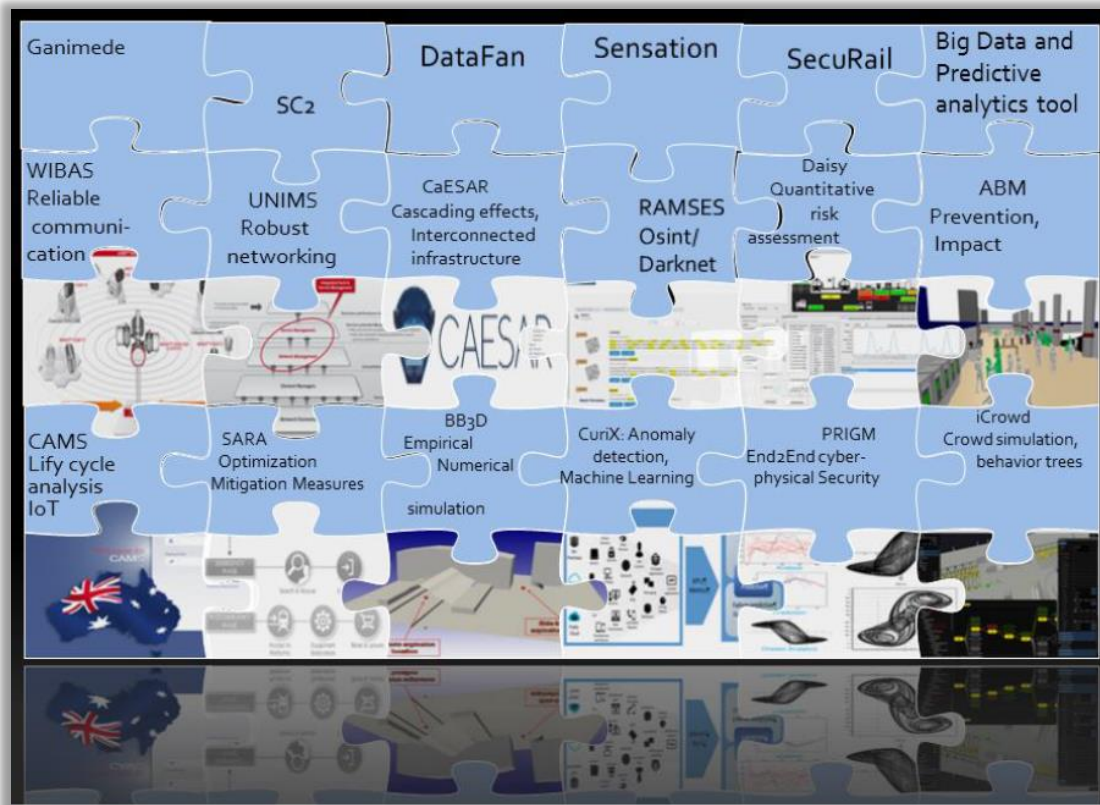 Ganimede
SC2
DataFan
Sensation
SecuRail
Big Data and
Predictive
analytics tool
WIBAS
Reliable
communi-
cation
UNIMS
Robust
networking
CaESAR
Cascading effects,
Interconnected
infrastructure
RAMSES
Osint/
Darknet
Daisy
Quantitative
risk
assessment
ABM
Prevention,
Impact
CAESAR
CAMS
Lify cycle
analysis
IoT
SARA
Optimization
Mitigation Measures
BB3D
Empirical
Numerical
simulation
CuriX: Anomaly
detection,
Machine Learning
PRIGM
End2End cyber-
physical Security
iCrowd
Crowd simulation,
behavior trees
CAMS